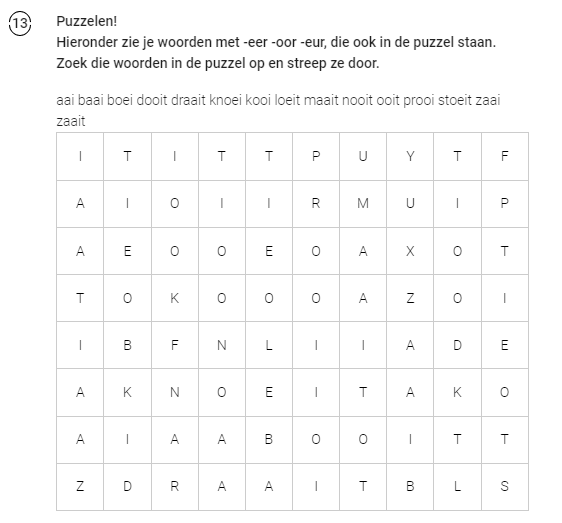 13 Puzzelen!
Hieronder zie je woorden met -eer -oor -eur, die ook in de puzzel staan.
Zoek die woorden in de puzzel op en streep ze door.
aai baai boei dooit draait knoei kooi loeit maait nooit ooit prooi stoeit zaai
zaait
I T I T T P U Y T F
A I O I I R M U I P
A E O O E O A X O T
T O K O O O A Z O I
I B F N L I I A D E
A K N O E I T A K O
A I A A B O O I T T
Z D R A A I T B L S